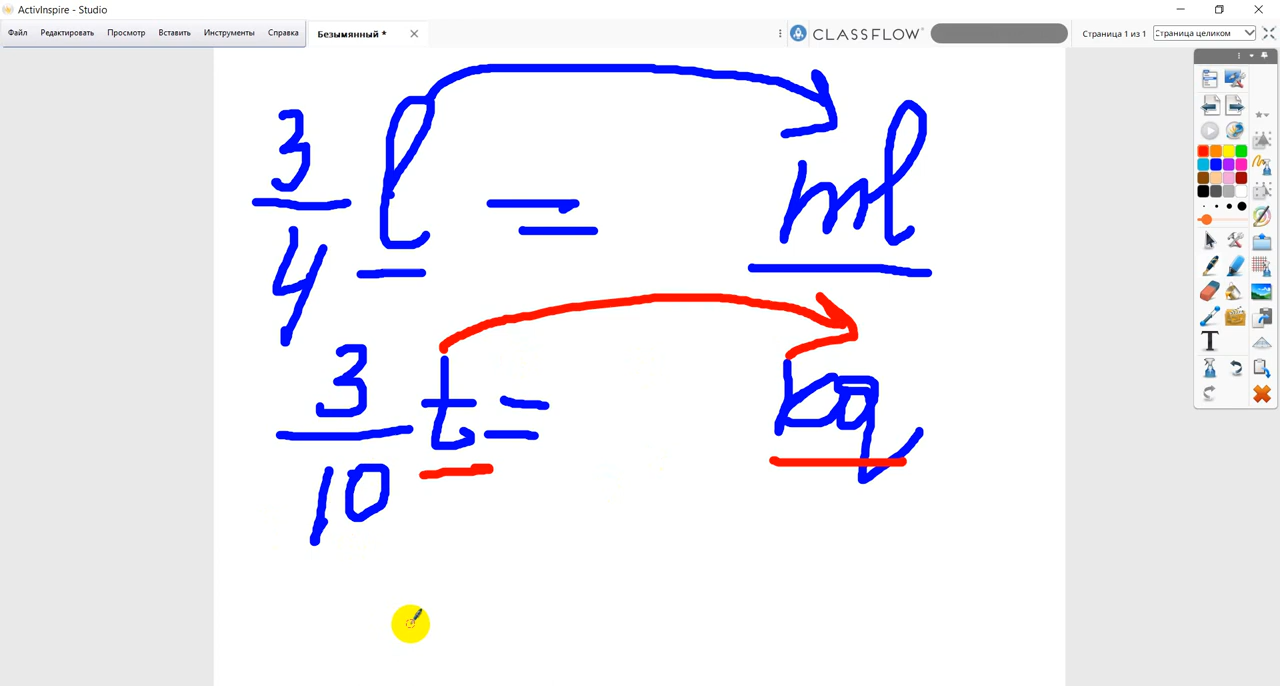 ActivInspire - Studio
Файл Редактировать Просмотр Вставить Инструменты Справка Безымянный * CLASSFLOW Страница 1 из 1 Страница целиком
3/4 l = ml
3/10 t = kq
T